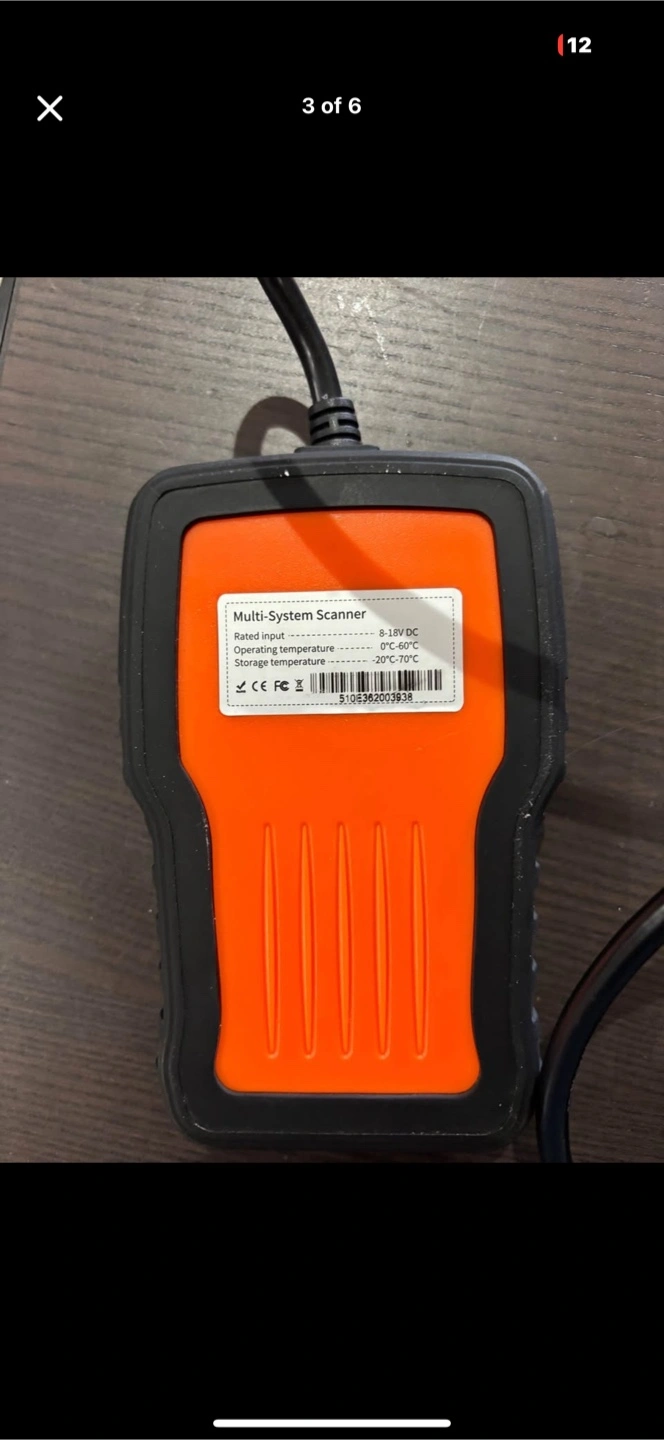 12
3 of 6
Multi-System Scanner
Rated input ---------------------- 8-18V DC
Operating temperature ---------- 0°C-60°C
Storage temperature ------------ -20°C-70°C
CE FC
510E362003938